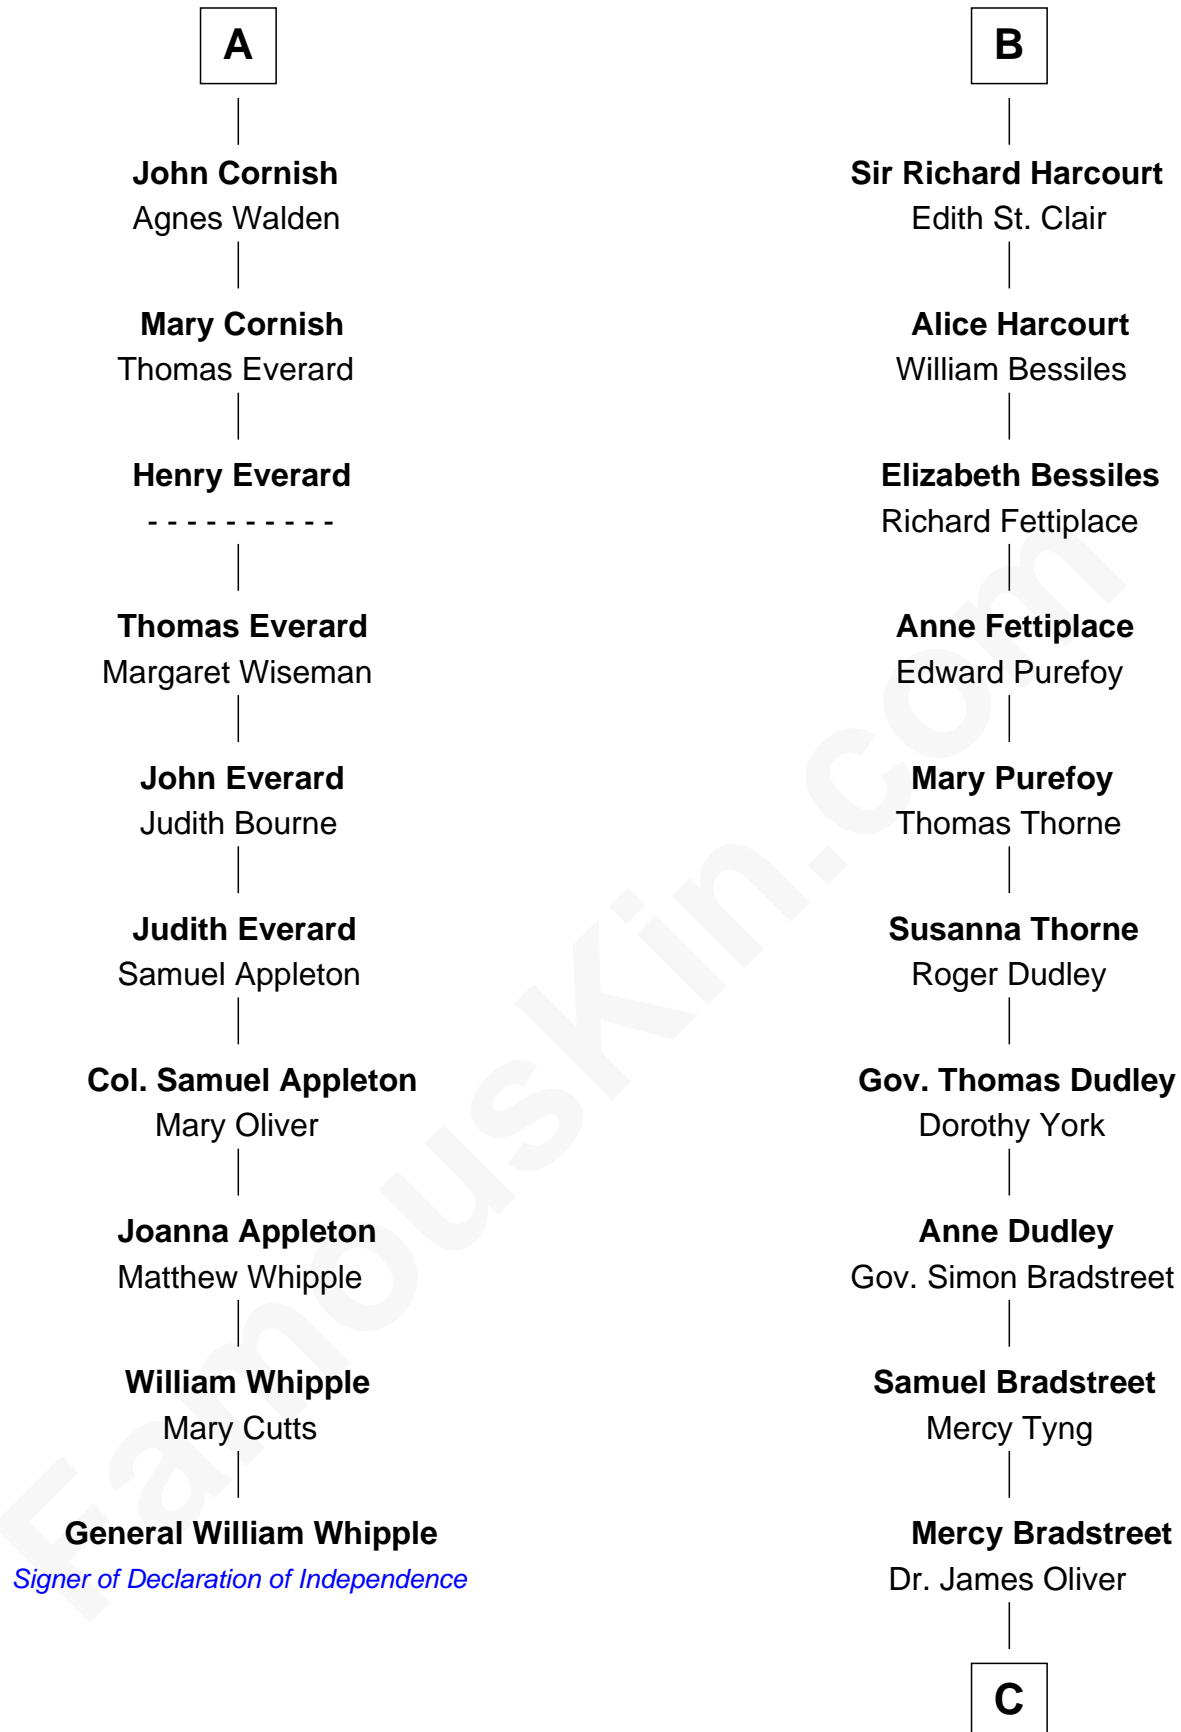 A
John Cornish
Agnes Walden
Mary Cornish
Thomas Everard
Henry Everard
- - - - - - - - - -
Thomas Everard
Margaret Wiseman
John Everard
Judith Bourne
Judith Everard
Samuel Appleton
Col. Samuel Appleton
Mary Oliver
Joanna Appleton
Matthew Whipple
William Whipple
Mary Cutts
General William Whipple
Signer of Declaration of Independence
B
Sir Richard Harcourt
Edith St. Clair
Alice Harcourt
William Bessiles
Elizabeth Bessiles
Richard Fettiplace
Anne Fettiplace
Edward Purefoy
Mary Purefoy
Thomas Thorne
Susanna Thorne
Roger Dudley
Gov. Thomas Dudley
Dorothy York
Anne Dudley
Gov. Simon Bradstreet
Samuel Bradstreet
Mercy Tyng
Mercy Bradstreet
Dr. James Oliver
C
FamousKin.com